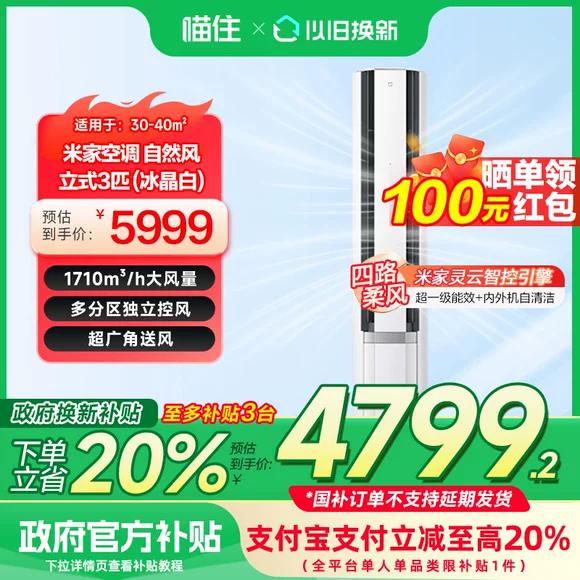 喵住 × 以旧换新
适用于：30-40㎡
米家空调 自然风
立式3匹(冰晶白)
预估
到手价：
￥5999
1710m³/h大风量
多分区独立控风
超广角送风
晒单领
100元红包
四路
柔风
米家灵云智控引擎
超一级能效+内外机自清洁
政府换新补贴
至多补贴3台
下单
立省
20%
预估
到手价：
￥
4799.2
*国补订单不支持延期发货
政府官方补贴
下拉详情页查看补贴教程
支付宝支付立减至高20%
(全平台单人单品类限补贴1件)